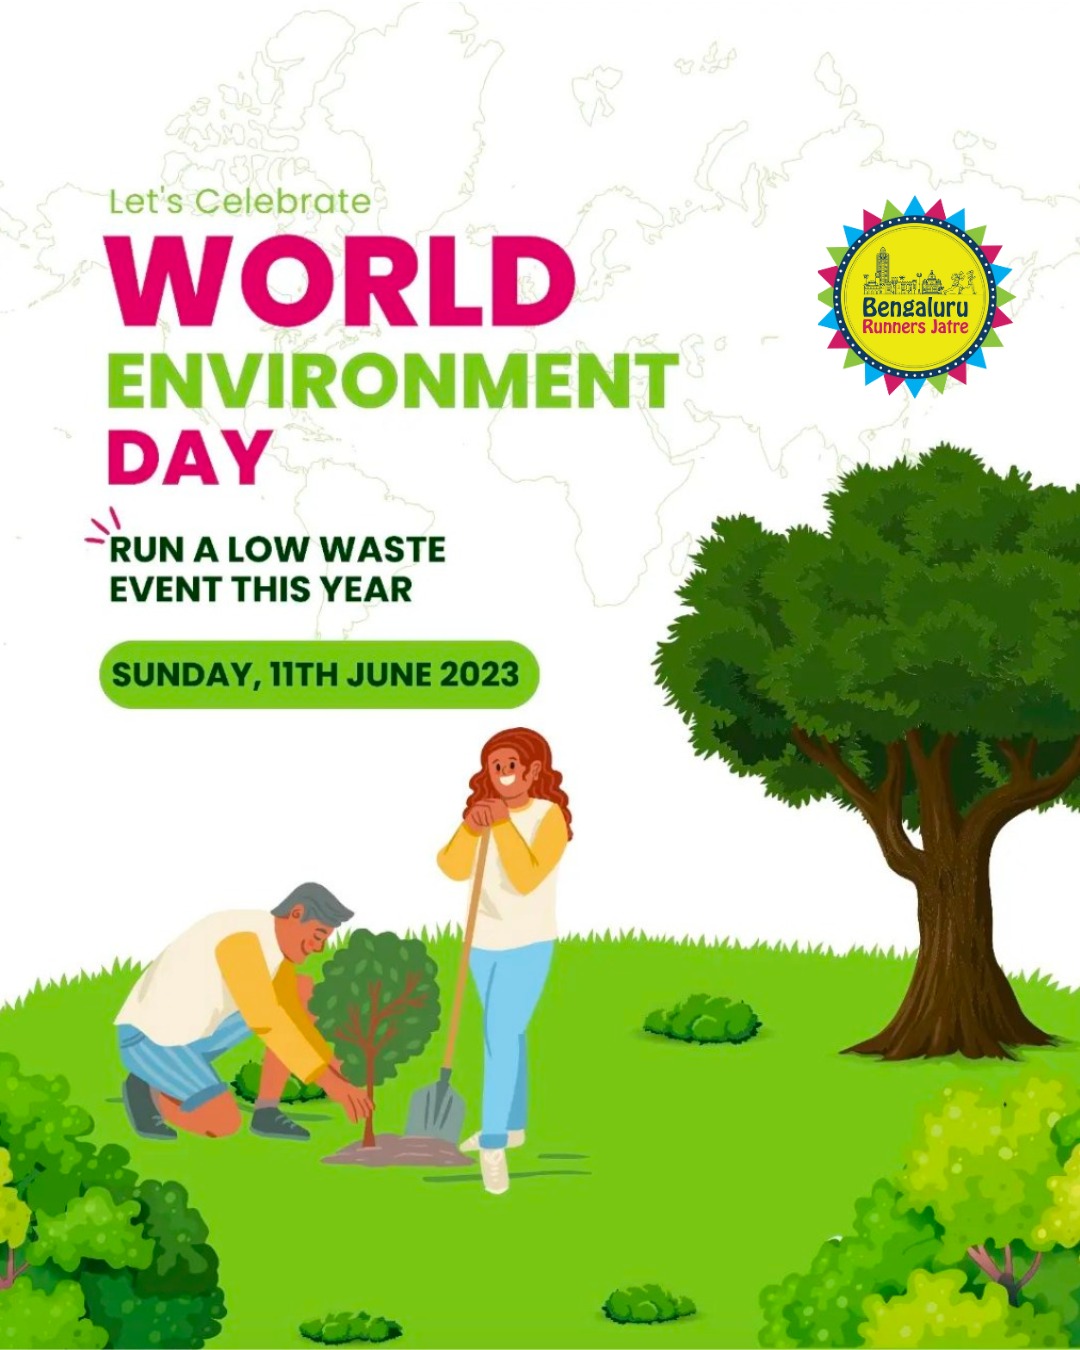 Let's Celebrate
WORLD
ENVIRONMENT
DAY
RUN A LOW WASTE
EVENT THIS YEAR
SUNDAY, 11TH JUNE 2023
Bengaluru
Runners Jatre